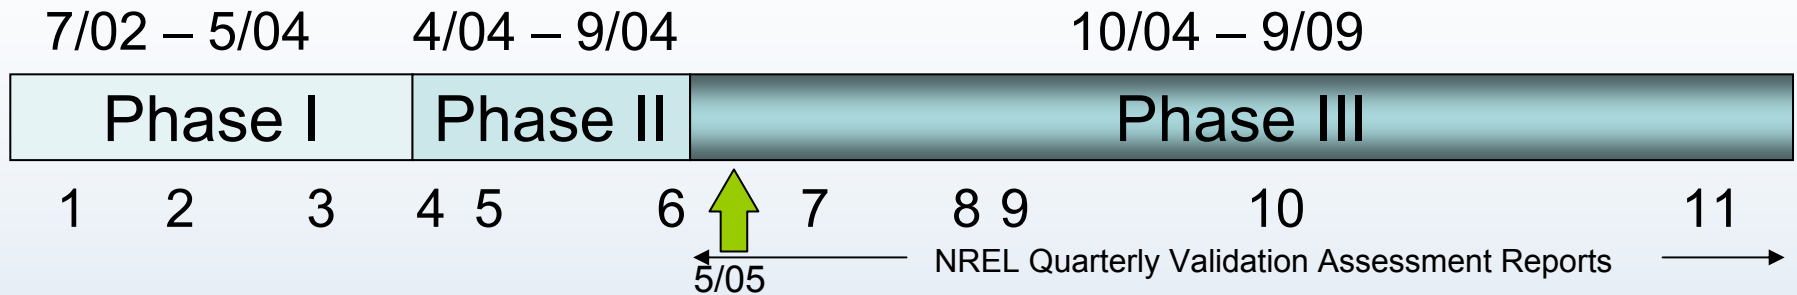 7/02 – 5/04 4/04 – 9/04 10/04 – 9/09
Phase I Phase II Phase III
1 2 3 4 5 6 7 8 9 10 11
NREL Quarterly Validation Assessment Reports
5/05